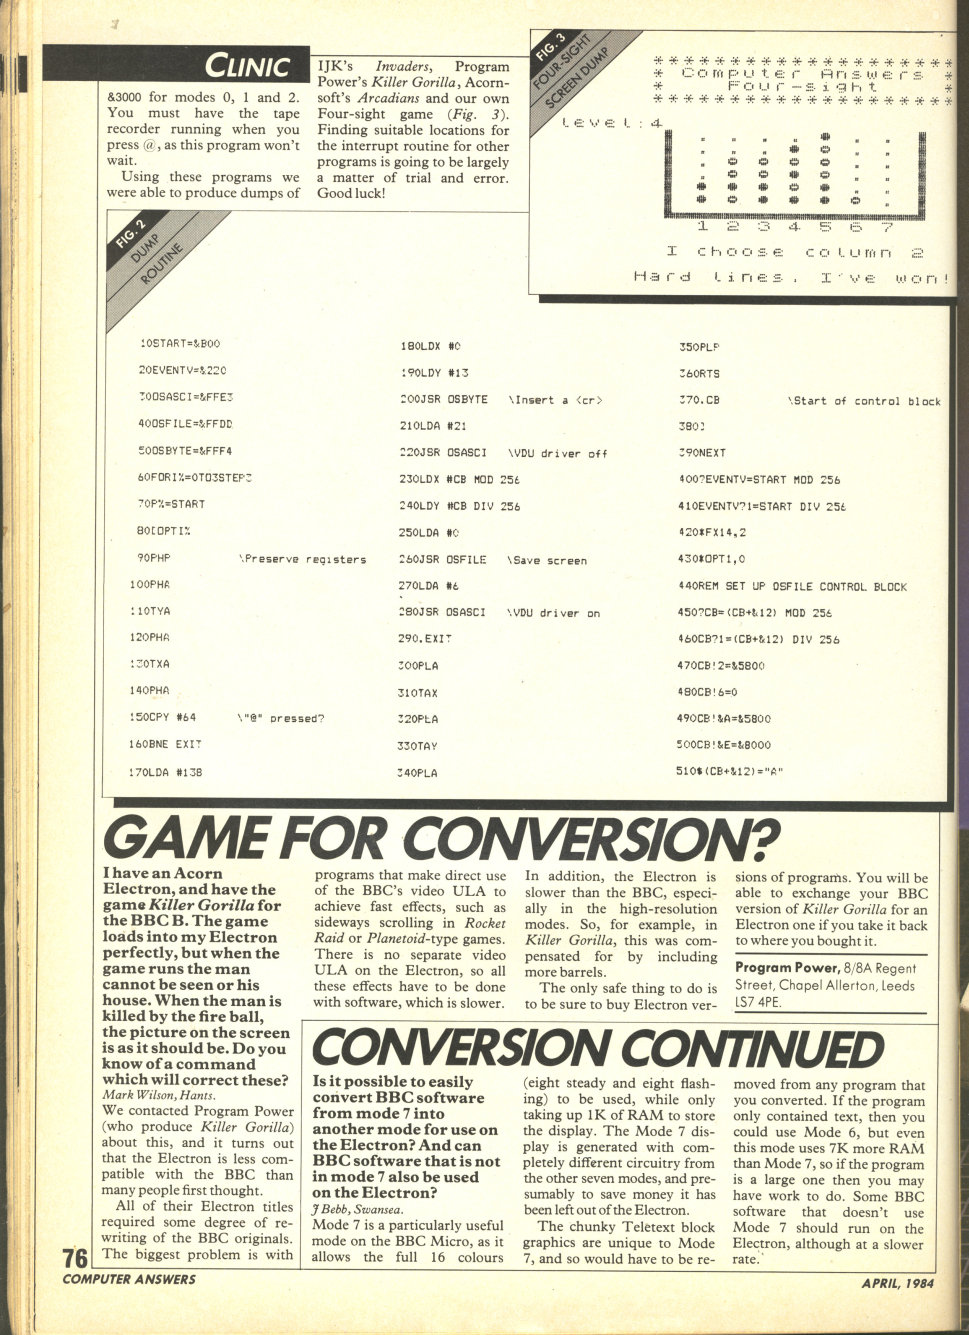 CLINIC
&3000 for modes 0, 1 and 2.
You must have the tape
recorder running when you
press @, as this program won't
wait.
Using these programs we
were able to produce dumps of
IJK's Invaders, Program
Power's Killer Gorilla, Acorn-
soft's Arcadians and our own
Four-sight game (Fig. 3).
Finding suitable locations for
the interrupt routine for other
programs is going to be largely
a matter of trial and error.
Good luck!
FIG. 3
FOUR-SIGHT
SCREEN DUMP
* * * * * * * * * * * * * * * * * * *
* Computer Answers *
* Four-sight *
* * * * * * * * * * * * * * * * * * *
level:4
1 2 3 4 5 6 7
I choose column 2
Hard lines, I've won!
FIG. 2
DUMP
ROUTINE
10START=&B00
20EVENTV=&220
30OSASCI=&FFE3
40OSFILE=&FFDD
50OSBYTE=&FFF4
60FORI%=0TO3STEP3
70P%=START
80[OPTI%
90PHP \Preserve registers
100PHA
110TYA
120PHA
130TXA
140PHA
150CPY #64 \"@" pressed?
160BNE EXIT
170LDA #138
180LDX #0
190LDY #13
200JSR OSBYTE \Insert a <cr>
210LDA #21
220JSR OSASCI \VDU driver off
230LDX #CB MOD 256
240LDY #CB DIV 256
250LDA #0
260JSR OSFILE \Save screen
270LDA #6
280JSR OSASCI \VDU driver on
290.EXIT
300PLA
310TAX
320PLA
330TAY
340PLA
350PLP
360RTS
370.CB \Start of control block
380]
390NEXT
400?EVENTV=START MOD 256
410EVENTV?1=START DIV 256
420*FX14,2
430*OPT1,0
440REM SET UP OSFILE CONTROL BLOCK
450?CB=(CB+&12) MOD 256
460CB?1=(CB+&12) DIV 256
470CB!2=&5800
480CB!6=0
490CB!&A=&5800
500CB!&E=&8000
510$(CB+&12)="A"
GAME FOR CONVERSION?
I have an Acorn
Electron, and have the
game Killer Gorilla for
the BBC B. The game
loads into my Electron
perfectly, but when the
game runs the man
cannot be seen or his
house. When the man is
killed by the fire ball,
the picture on the screen
is as it should be. Do you
know of a command
which will correct these?
Mark Wilson, Hants.
We contacted Program Power
(who produce Killer Gorilla)
about this, and it turns out
that the Electron is less com-
patible with the BBC than
many people first thought.
All of their Electron titles
required some degree of re-
writing of the BBC originals.
The biggest problem is with
programs that make direct use
of the BBC's video ULA to
achieve fast effects, such as
sideways scrolling in Rocket
Raid or Planetoid-type games.
There is no separate video
ULA on the Electron, so all
these effects have to be done
with software, which is slower.
In addition, the Electron is
slower than the BBC, especi-
ally in the high-resolution
modes. So, for example, in
Killer Gorilla, this was com-
pensated for by including
more barrels.
The only safe thing to do is
to be sure to buy Electron ver-
sions of programs. You will be
able to exchange your BBC
version of Killer Gorilla for an
Electron one if you take it back
to where you bought it.
Program Power, 8/8A Regent
Street, Chapel Allerton, Leeds
LS7 4PE.
CONVERSION CONTINUED
Is it possible to easily
convert BBC software
from mode 7 into
another mode for use on
the Electron? And can
BBC software that is not
in mode 7 also be used
on the Electron?
J Bebb, Swansea.
Mode 7 is a particularly useful
mode on the BBC Micro, as it
allows the full 16 colours
(eight steady and eight flash-
ing) to be used, while only
taking up 1K of RAM to store
the display. The Mode 7 dis-
play is generated with com-
pletely different circuitry from
the other seven modes, and pre-
sumably to save money it has
been left out of the Electron.
The chunky Teletext block
graphics are unique to Mode
7, and so would have to be re-
moved from any program that
you converted. If the program
only contained text, then you
could use Mode 6, but even
this mode uses 7K more RAM
than Mode 7, so if the program
is a large one then you may
have work to do. Some BBC
software that doesn't use
Mode 7 should run on the
Electron, although at a slower
rate.
76
COMPUTER ANSWERS
APRIL, 1984